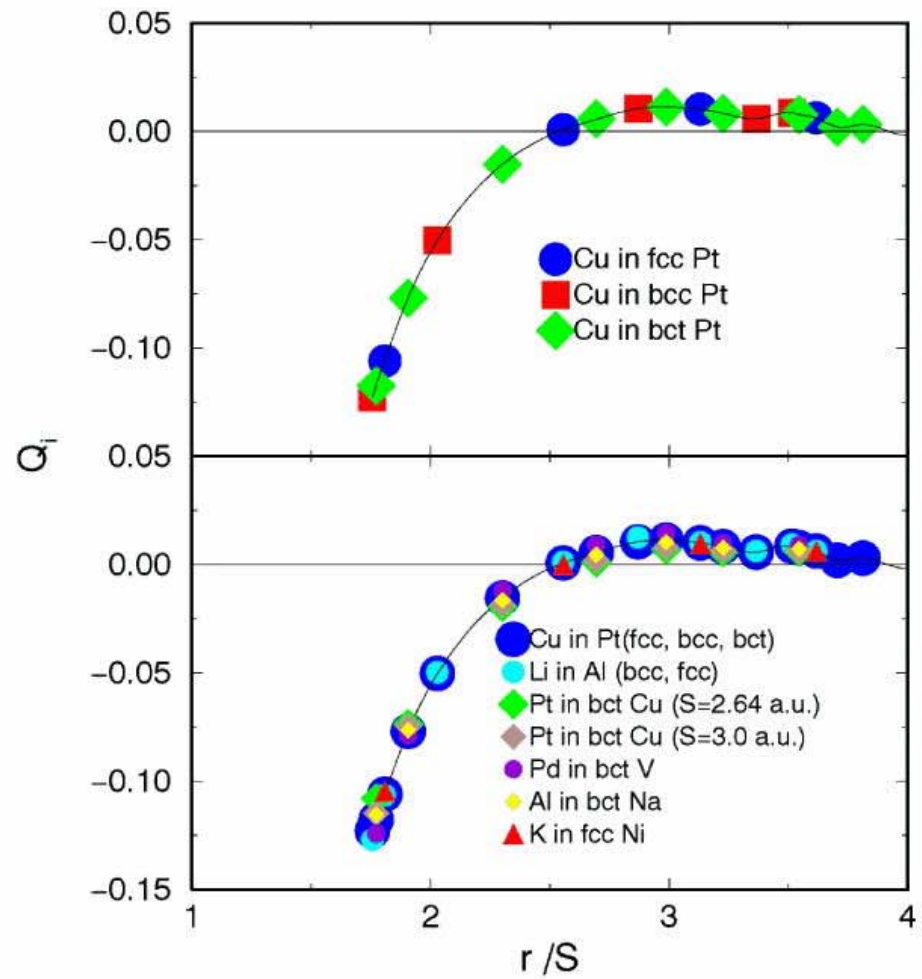 0.05
0.00
−0.05
−0.10
Cu in fcc Pt
Cu in bcc Pt
Cu in bct Pt
Q_i
0.05
0.00
−0.05
−0.10
−0.15
Cu in Pt(fcc, bcc, bct)
Li in Al (bcc, fcc)
Pt in bct Cu (S=2.64 a.u.)
Pt in bct Cu (S=3.0 a.u.)
Pd in bct V
Al in bct Na
K in fcc Ni
1 2 3 4
r /S